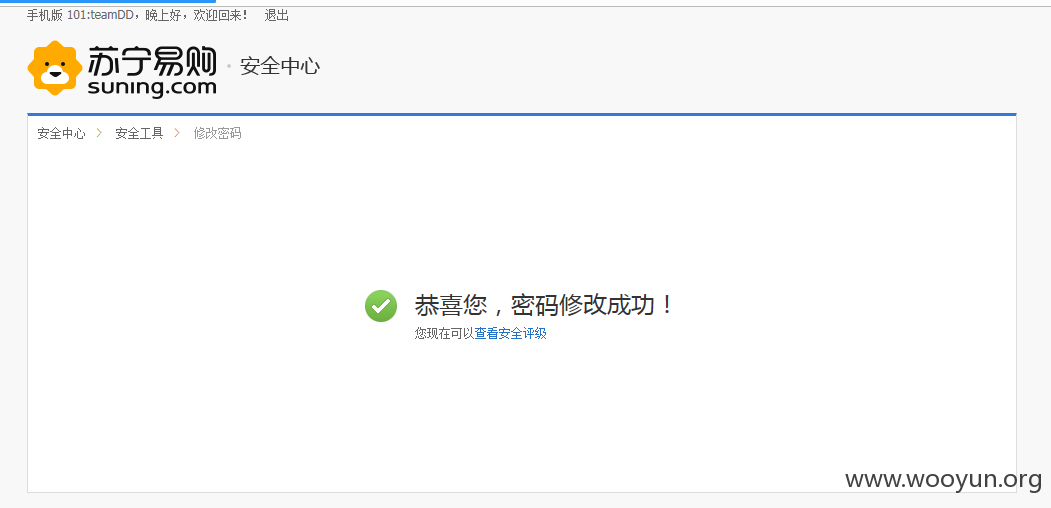 手机版 101:teamDD，晚上好，欢迎回来！ 退出
苏宁易购
suning.com
· 安全中心
安全中心 > 安全工具 > 修改密码
恭喜您，密码修改成功！
您现在可以查看安全评级
www.wooyun.org